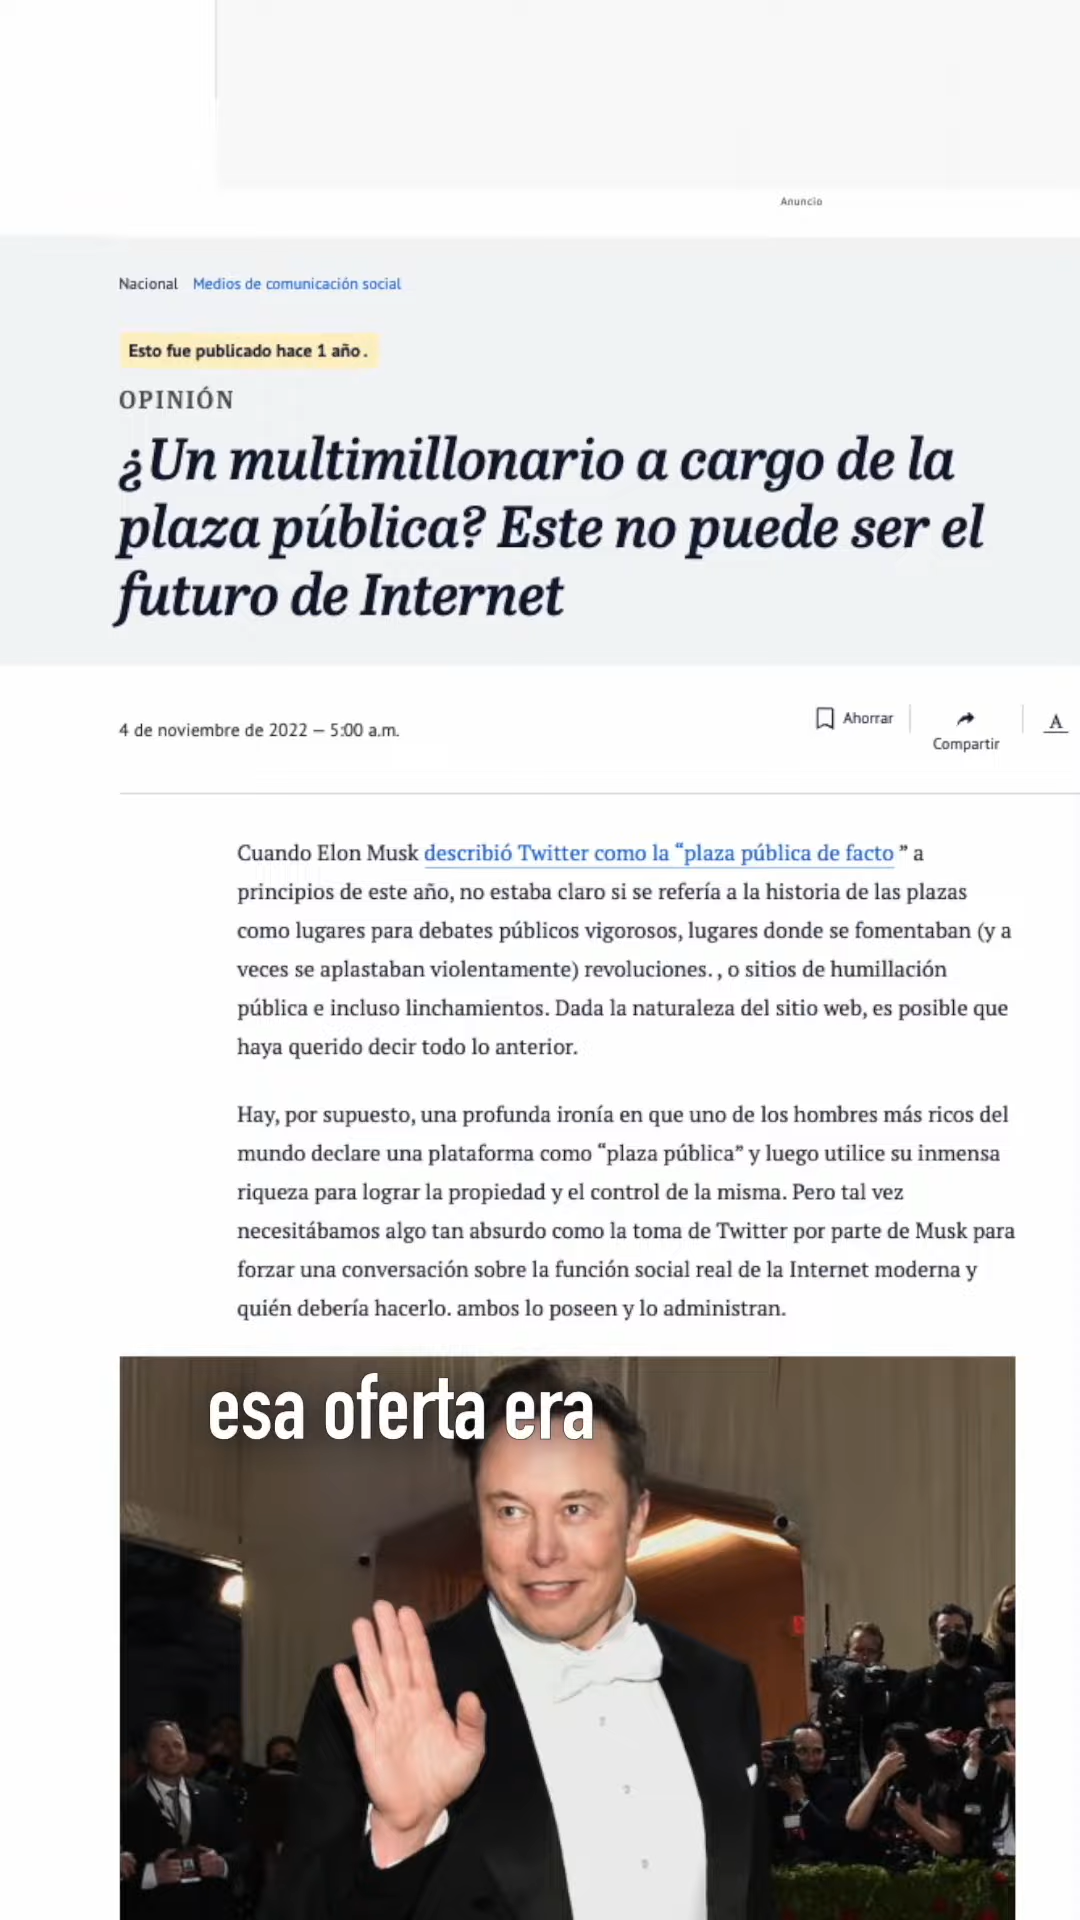 Anuncio
Nacional Medios de comunicación social
Esto fue publicado hace 1 año.
OPINIÓN
¿Un multimillonario a cargo de la
plaza pública? Este no puede ser el
futuro de Internet
4 de noviembre de 2022 — 5:00 a.m.
Ahorrar
Compartir
A
Cuando Elon Musk describió Twitter como la “plaza pública de facto ” a
principios de este año, no estaba claro si se refería a la historia de las plazas
como lugares para debates públicos vigorosos, lugares donde se fomentaban (y a
veces se aplastaban violentamente) revoluciones. , o sitios de humillación
pública e incluso linchamientos. Dada la naturaleza del sitio web, es posible que
haya querido decir todo lo anterior.
Hay, por supuesto, una profunda ironía en que uno de los hombres más ricos del
mundo declare una plataforma como “plaza pública” y luego utilice su inmensa
riqueza para lograr la propiedad y el control de la misma. Pero tal vez
necesitábamos algo tan absurdo como la toma de Twitter por parte de Musk para
forzar una conversación sobre la función social real de la Internet moderna y
quién debería hacerlo. ambos lo poseen y lo administran.
esa oferta era